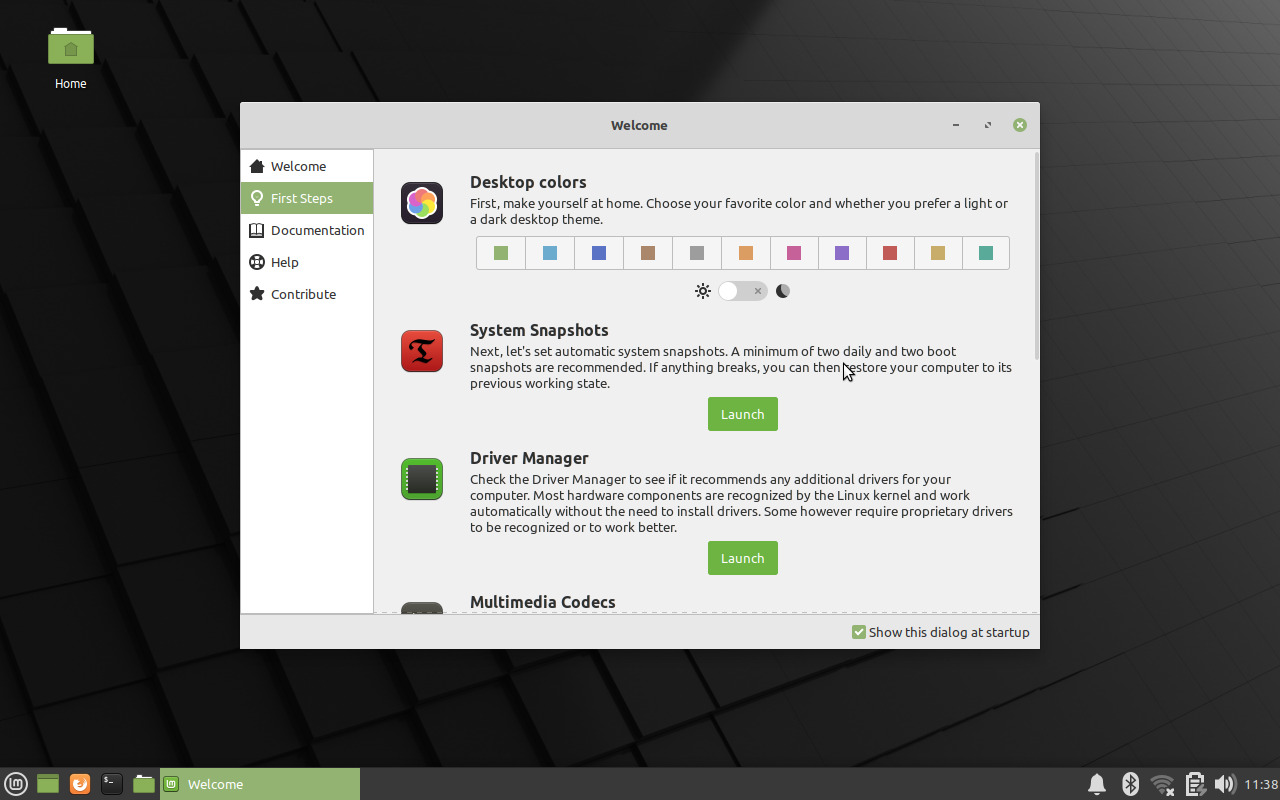 Home
Welcome
Welcome
First Steps
Documentation
Help
Contribute
Desktop colors
First, make yourself at home. Choose your favorite color and whether you prefer a light or
a dark desktop theme.
System Snapshots
Next, let's set automatic system snapshots. A minimum of two daily and two boot
snapshots are recommended. If anything breaks, you can then restore your computer to its
previous working state.
Launch
Driver Manager
Check the Driver Manager to see if it recommends any additional drivers for your
computer. Most hardware components are recognized by the Linux kernel and work
automatically without the need to install drivers. Some however require proprietary drivers
to be recognized or to work better.
Launch
Multimedia Codecs
Show this dialog at startup
$_
Welcome
11:38